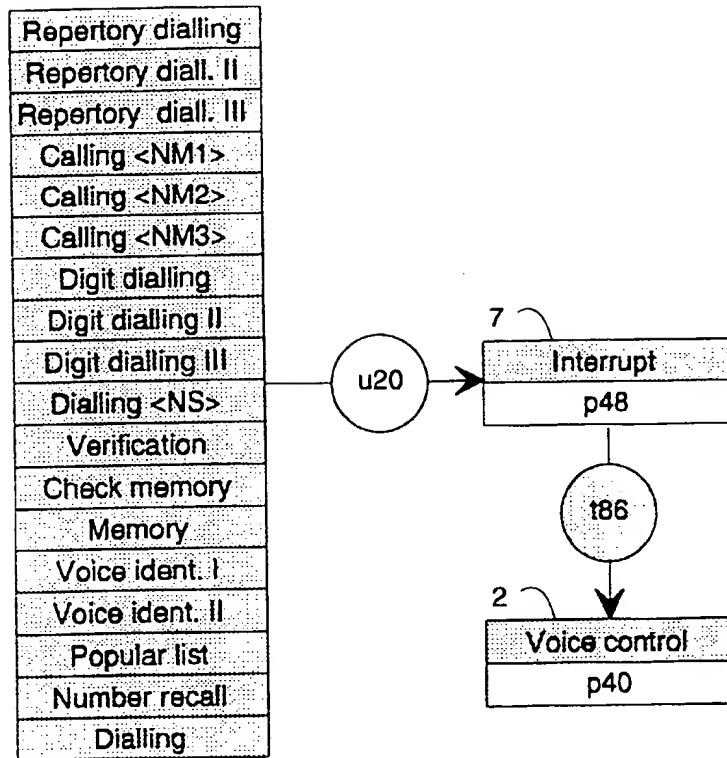 Repertory dialling
Repertory diall. II
Repertory diall. III
Calling <NM1>
Calling <NM2>
Calling <NM3>
Digit dialling
Digit dialling II
Digit dialling III
Dialling <NS>
Verification
Check memory
Memory
Voice ident. I
Voice ident. II
Popular list
Number recall
Dialling
u20
7
Interrupt
p48
t86
2
Voice control
p40